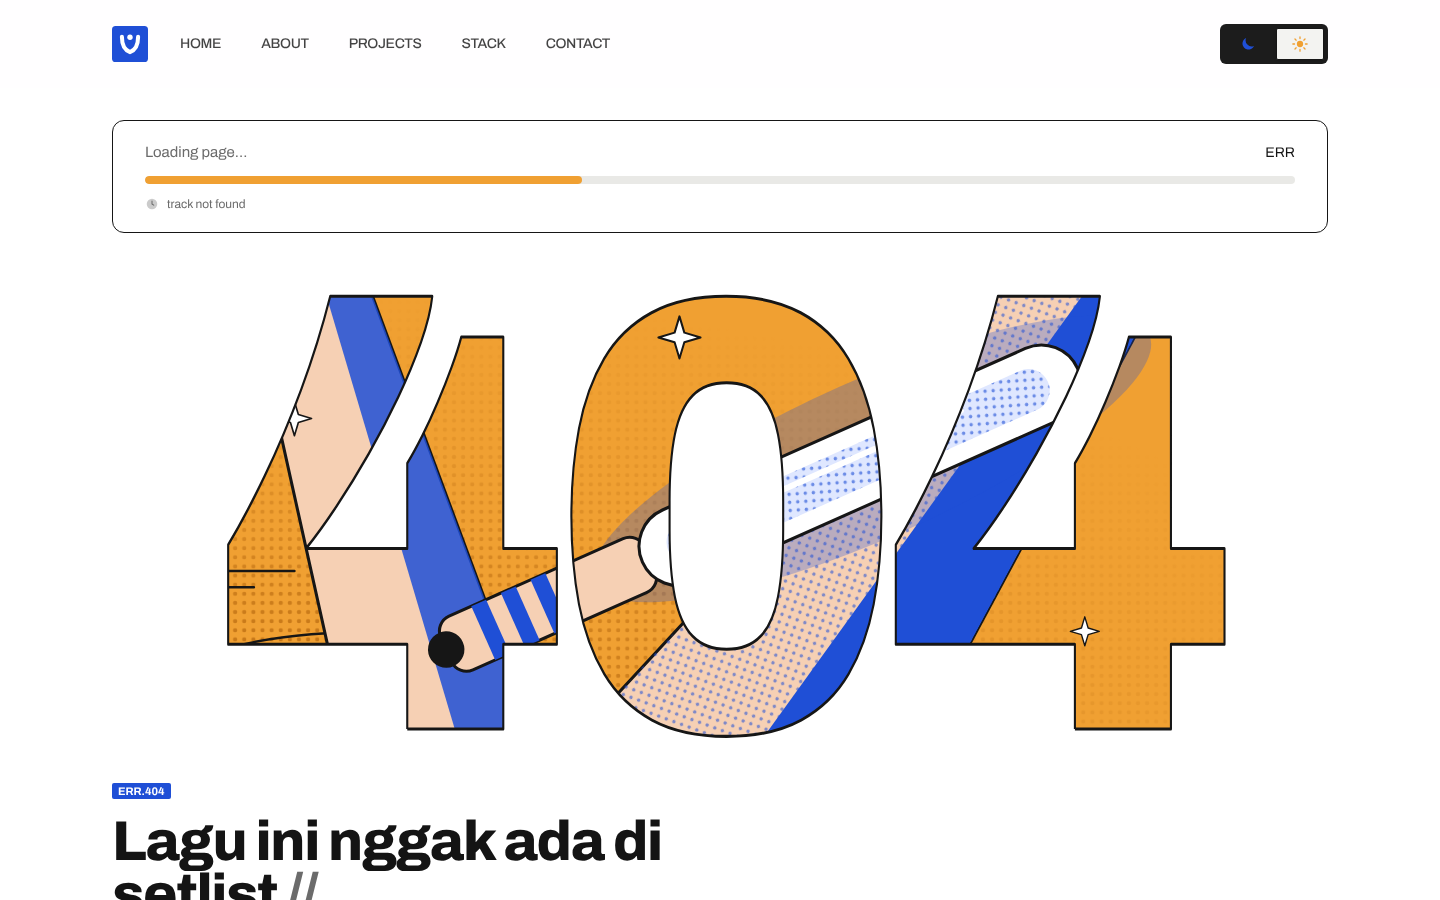 HOME ABOUT PROJECTS STACK CONTACT
Loading page... ERR
track not found
404
ERR.404
Lagu ini nggak ada di
setlist //